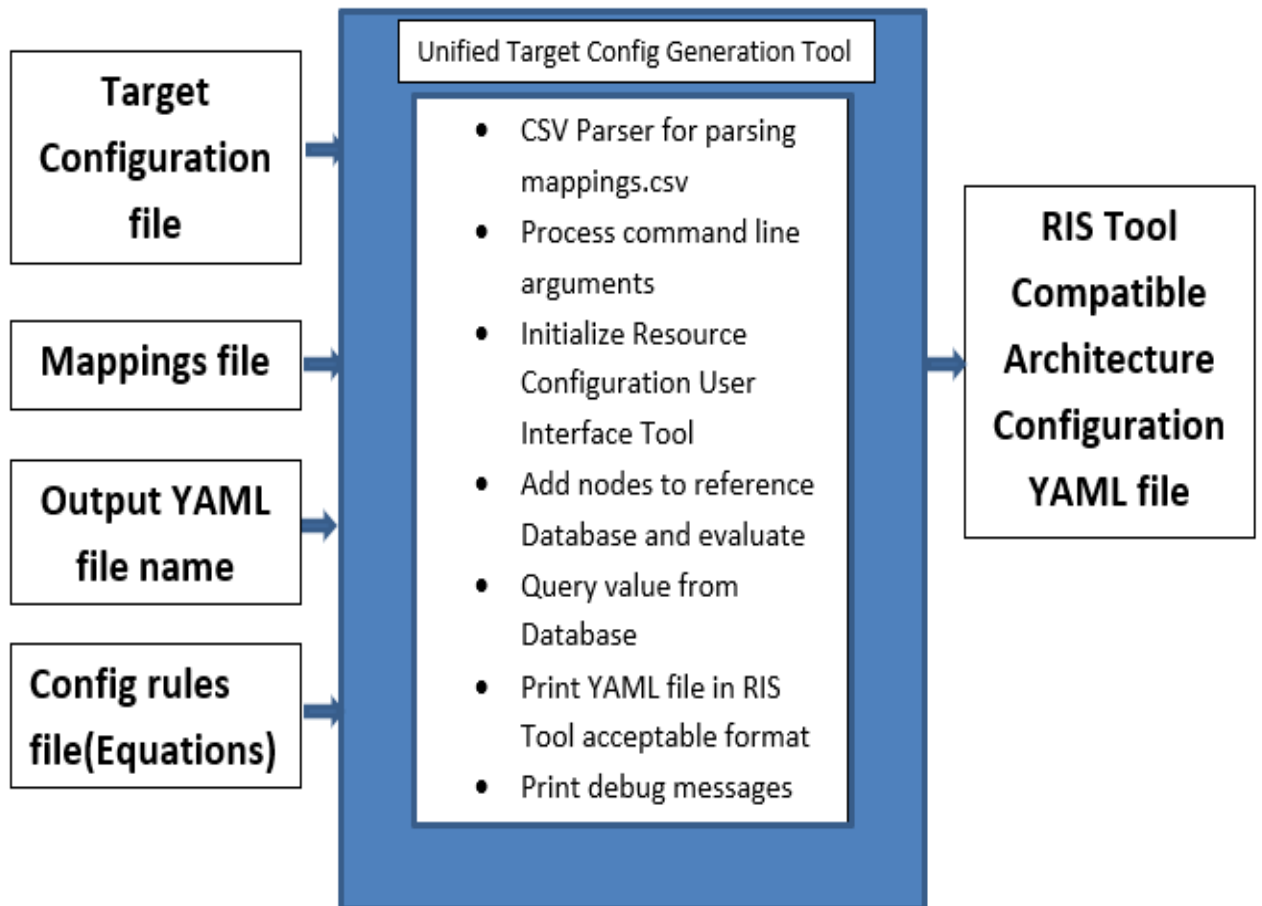 Target
Configuration
file
Mappings file
Output YAML
file name
Config rules
file(Equations)
Unified Target Config Generation Tool
• CSV Parser for parsing
mappings.csv
• Process command line
arguments
• Initialize Resource
Configuration User
Interface Tool
• Add nodes to reference
Database and evaluate
• Query value from
Database
• Print YAML file in RIS
Tool acceptable format
• Print debug messages
RIS Tool
Compatible
Architecture
Configuration
YAML file